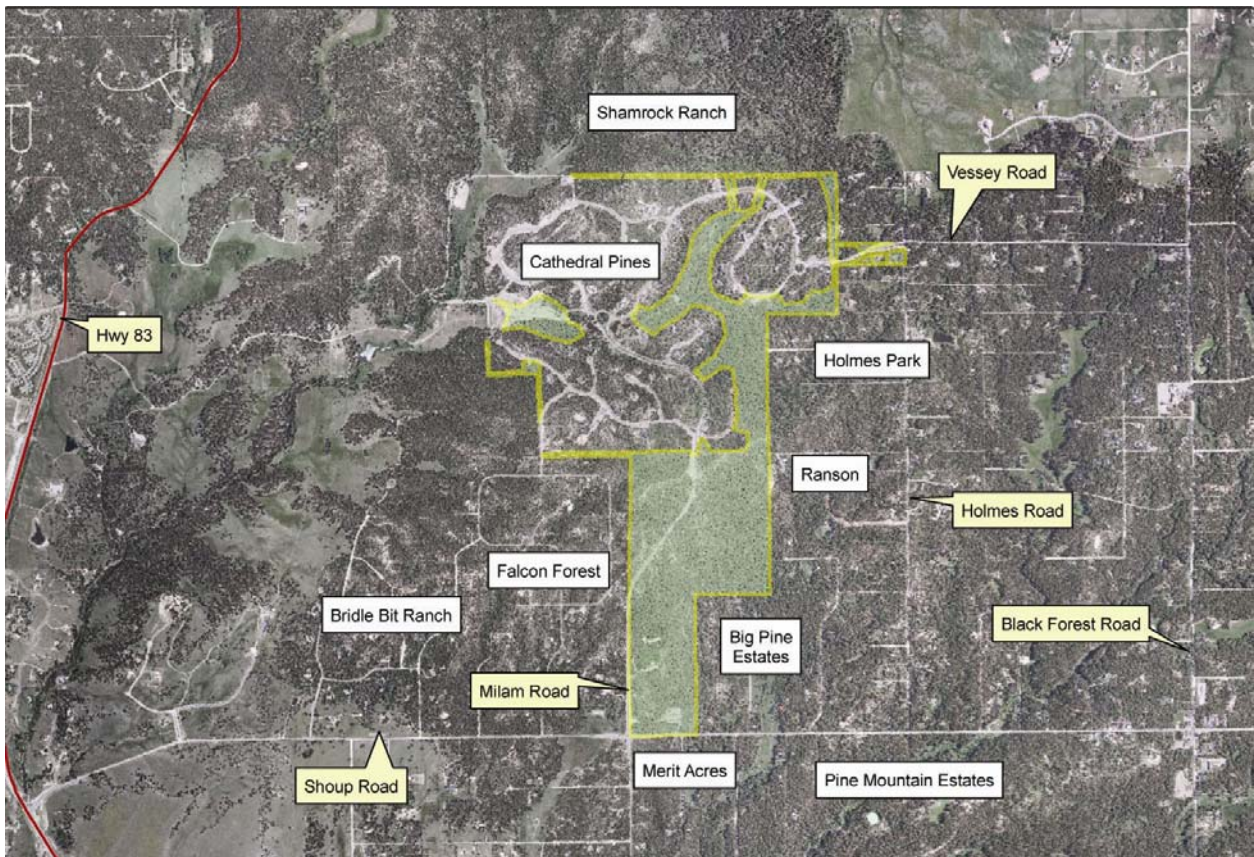 Shamrock Ranch
Vessey Road
Cathedral Pines
Hwy 83
Holmes Park
Ranson
Holmes Road
Falcon Forest
Bridle Bit Ranch
Black Forest Road
Big Pine
Estates
Milam Road
Merit Acres
Shoup Road
Pine Mountain Estates